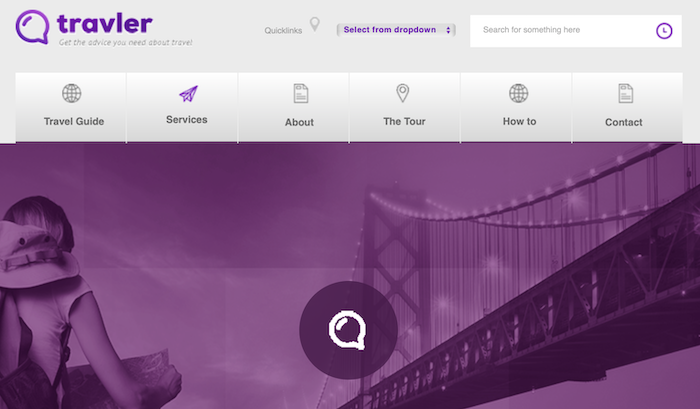 travler
Get the advice you need about travel
Quicklinks
Select from dropdown
Search for something here
Travel Guide
Services
About
The Tour
How to
Contact